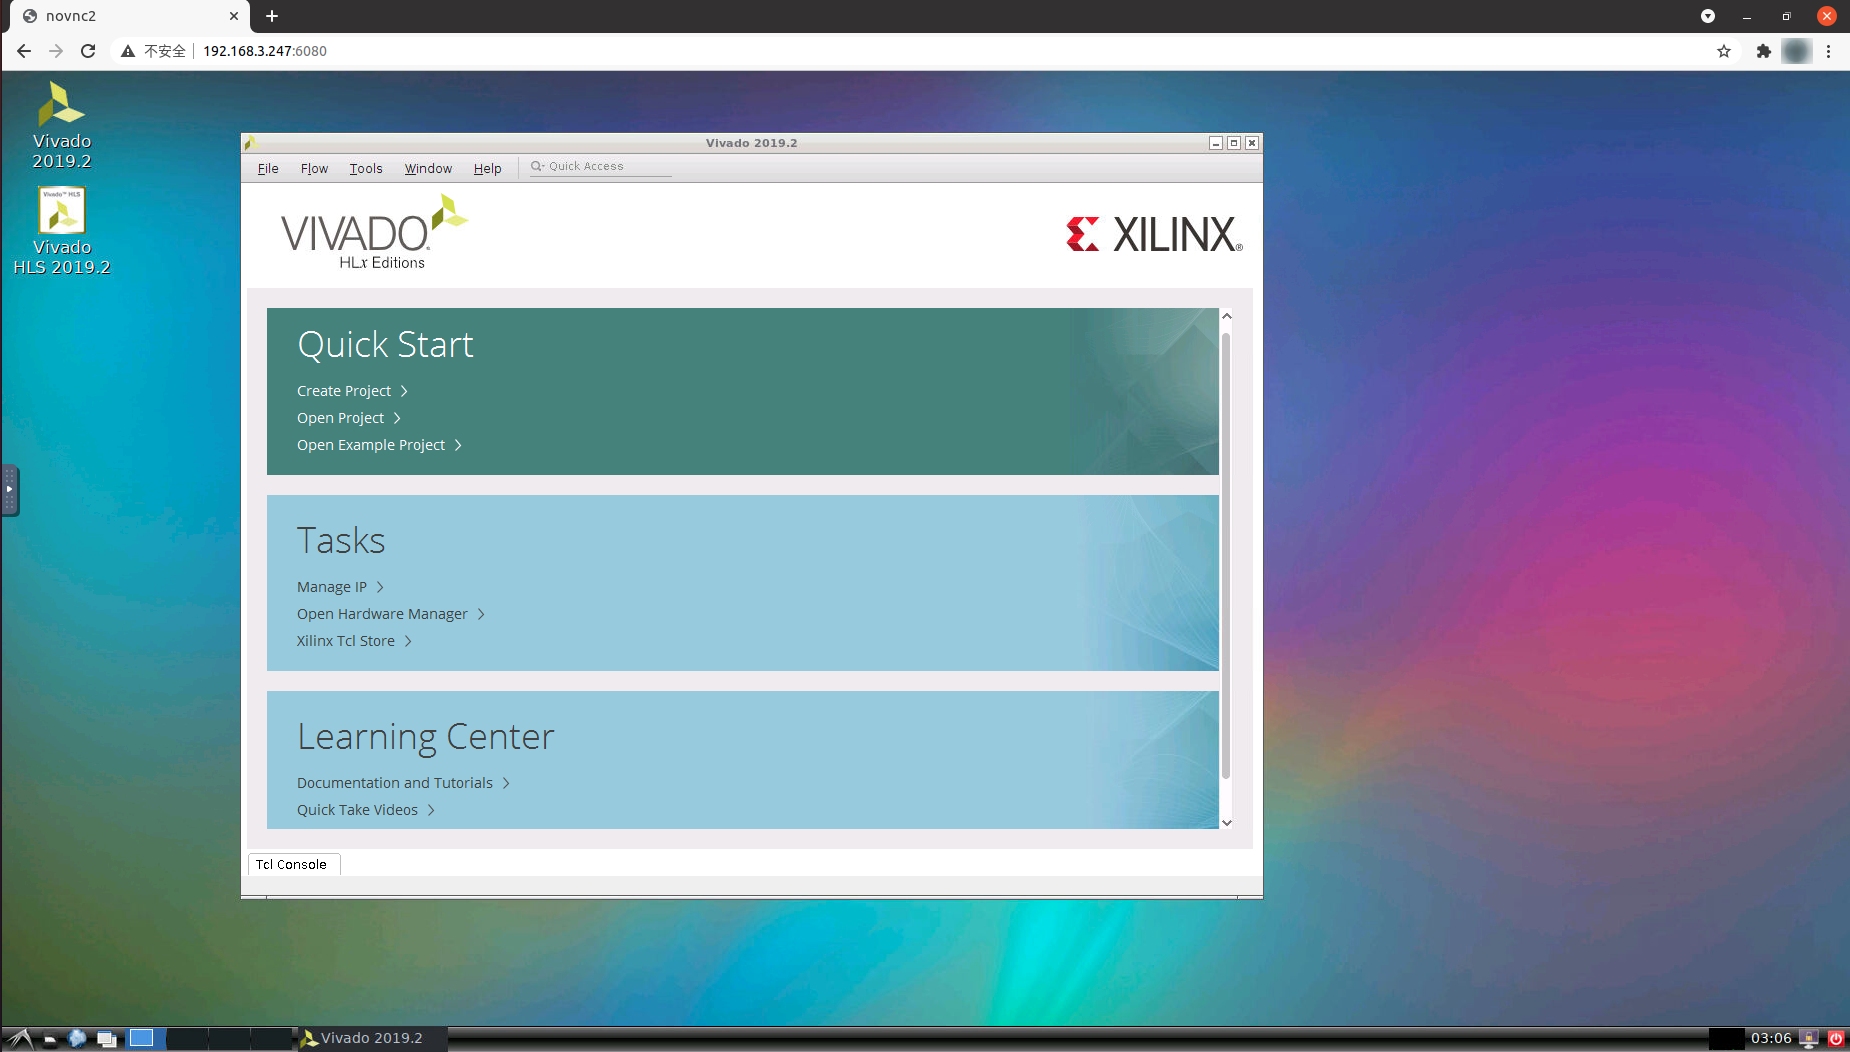 novnc2
不安全 192.168.3.247:6080
Vivado
2019.2
Vivado™ HLS
Vivado
HLS 2019.2
Vivado 2019.2
File Flow Tools Window Help Quick Access
VIVADO®
HLx Editions
XILINX®
Quick Start
Create Project
Open Project
Open Example Project
Tasks
Manage IP
Open Hardware Manager
Xilinx Tcl Store
Learning Center
Documentation and Tutorials
Quick Take Videos
Tcl Console
Vivado 2019.2
03:06